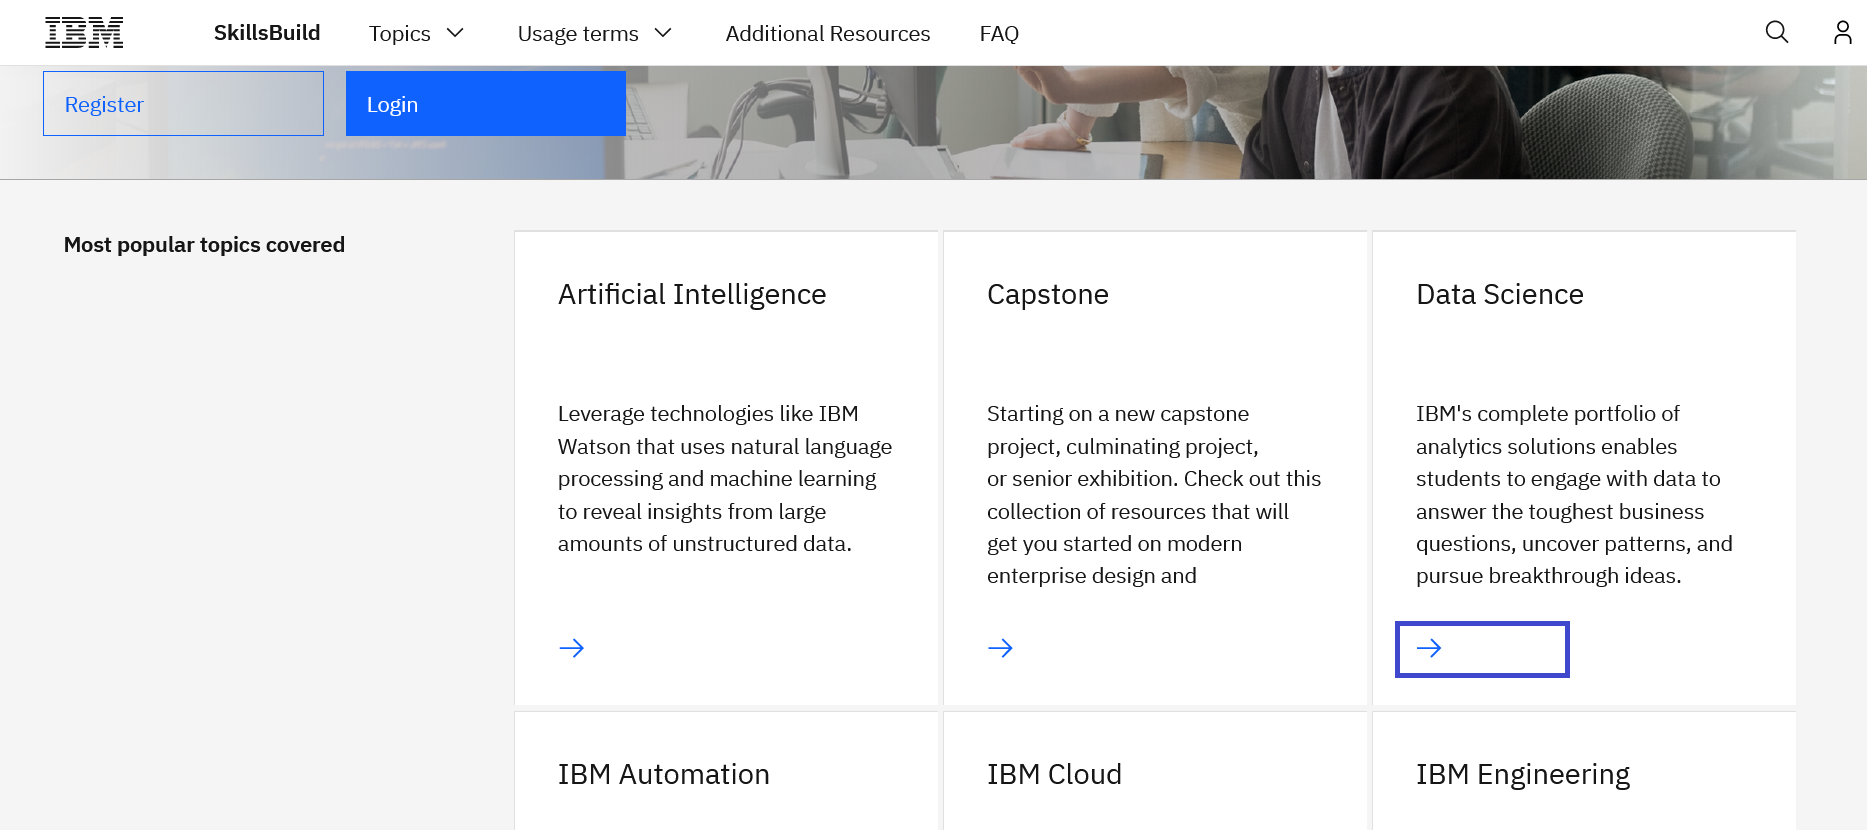 IBM
SkillsBuild
Topics
Usage terms
Additional Resources
FAQ
Register
Login
Most popular topics covered
Artificial Intelligence
Leverage technologies like IBM
Watson that uses natural language
processing and machine learning
to reveal insights from large
amounts of unstructured data.
Capstone
Starting on a new capstone
project, culminating project,
or senior exhibition. Check out this
collection of resources that will
get you started on modern
enterprise design and
Data Science
IBM's complete portfolio of
analytics solutions enables
students to engage with data to
answer the toughest business
questions, uncover patterns, and
pursue breakthrough ideas.
IBM Automation
IBM Cloud
IBM Engineering